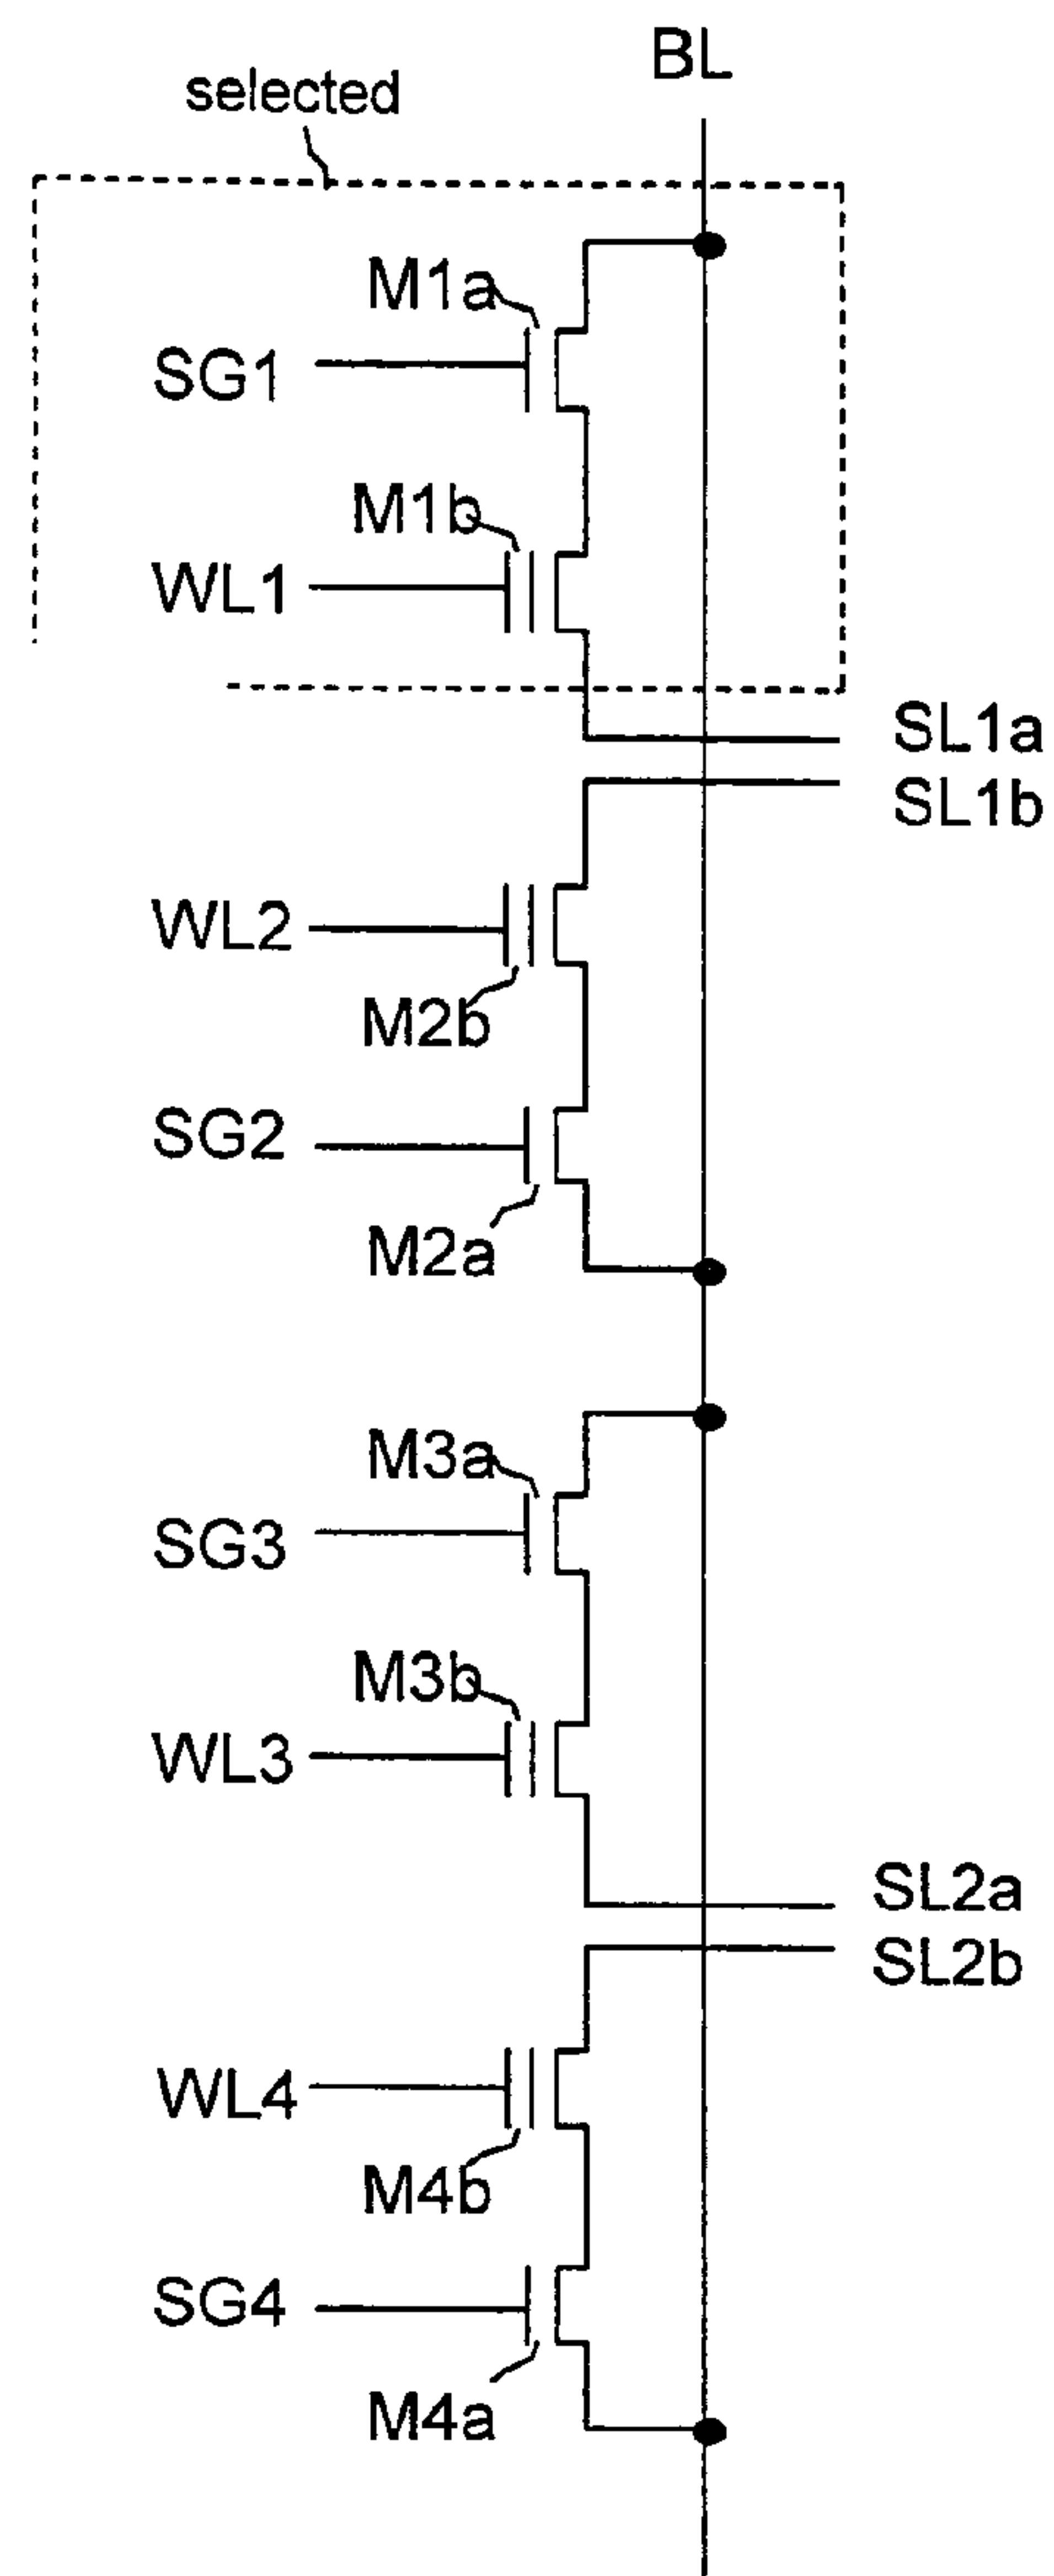 BL
selected
M1a
SG1
M1b
WL1
SL1a
SL1b
WL2
M2b
SG2
M2a
M3a
SG3
M3b
WL3
SL2a
SL2b
WL4
M4b
SG4
M4a